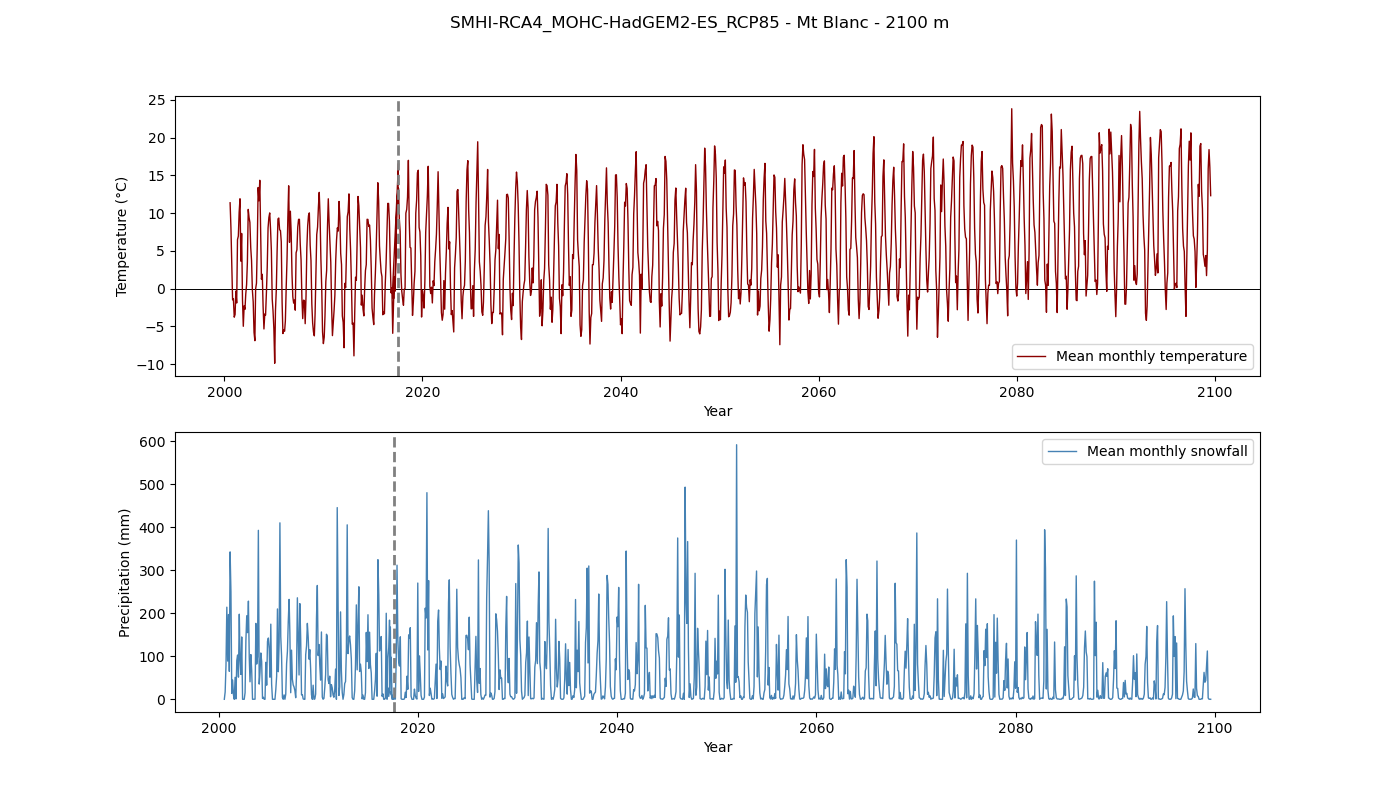 SMHI-RCA4_MOHC-HadGEM2-ES_RCP85 - Mt Blanc - 2100 m
25
20
15
10
5
0
−5
−10
Temperature (°C)
Mean monthly temperature
2000 2020 2040 2060 2080 2100
Year
600
500
400
300
200
100
0
Precipitation (mm)
Mean monthly snowfall
2000 2020 2040 2060 2080 2100
Year